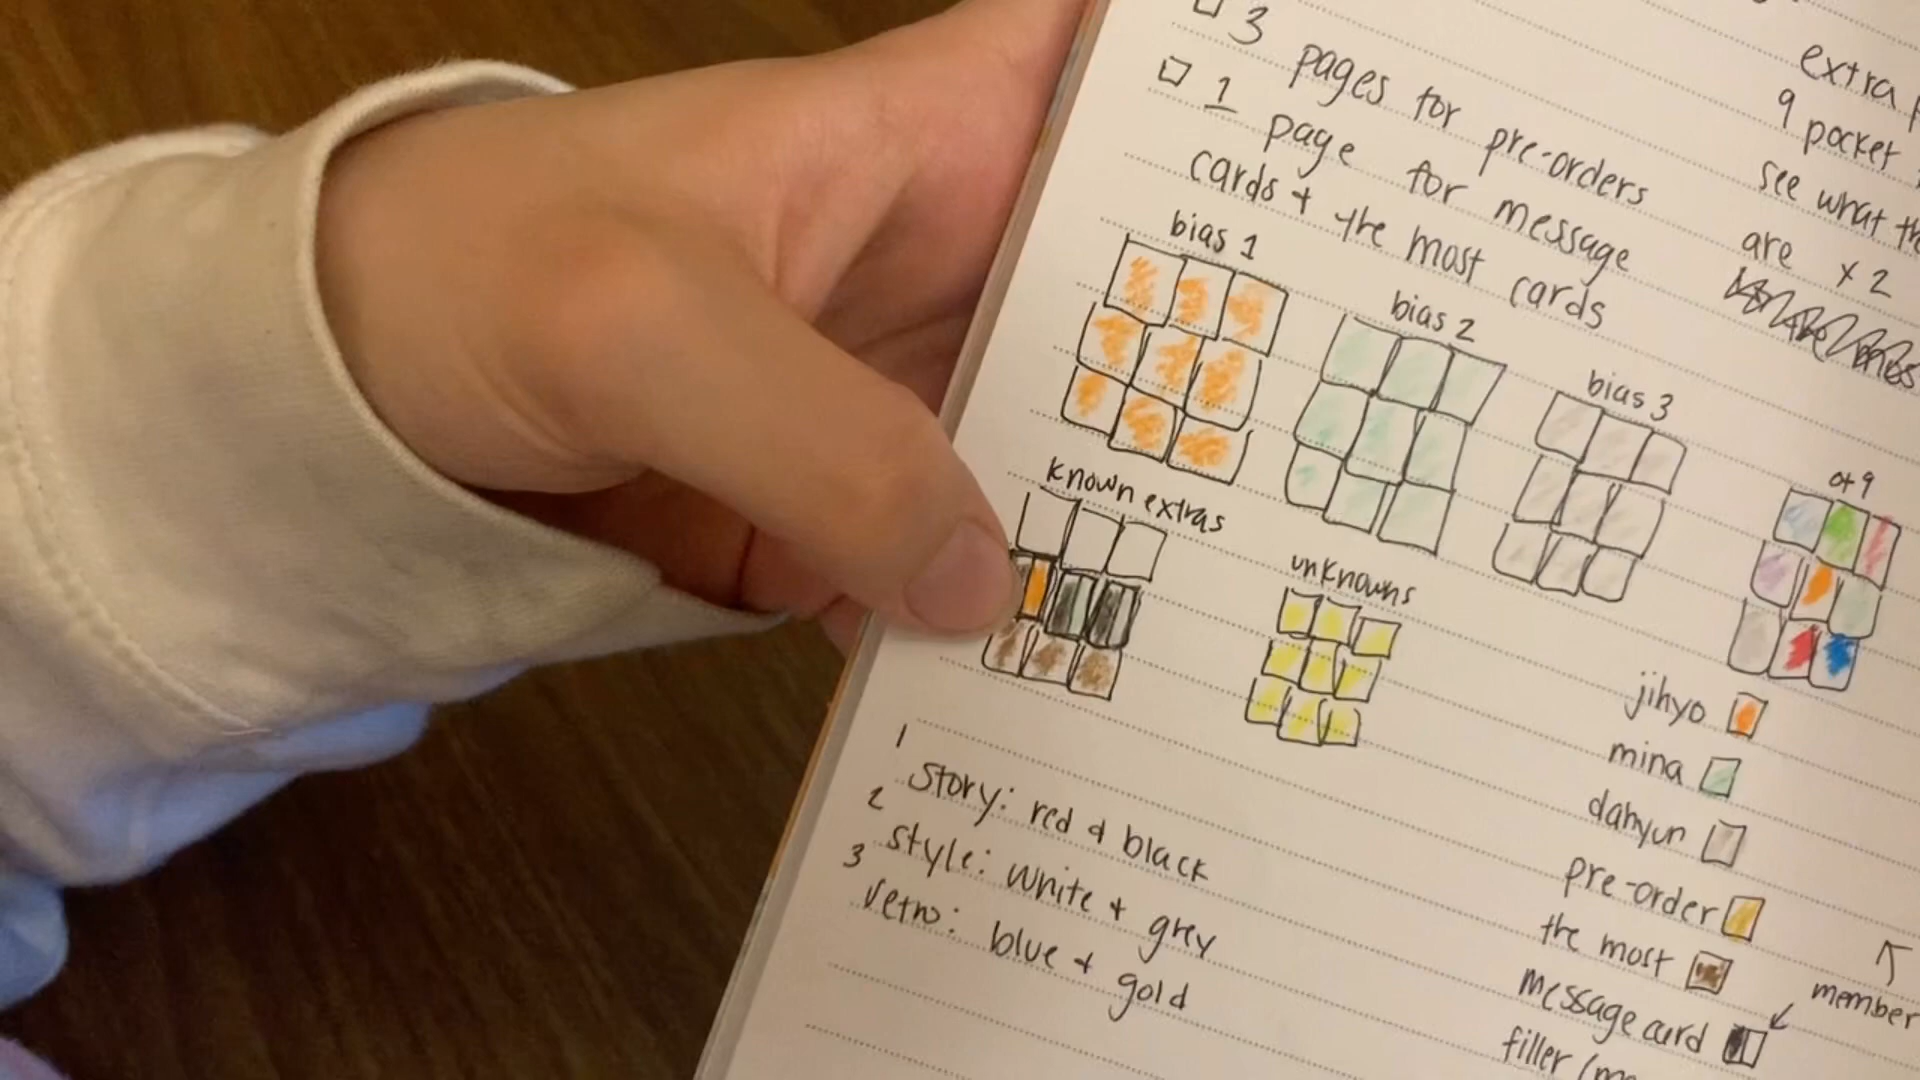 3 pages for pre-orders
1 page for message
cards + the most cards
extra
9 pocket
see what
are x 2
bias 1
bias 2
bias 3
ot9
known extras
unknowns
jihyo
mina
dahyun
pre-order
the most
message card
filler
member
1 Story: red & black
2 style: white + grey
3 retro: blue + gold